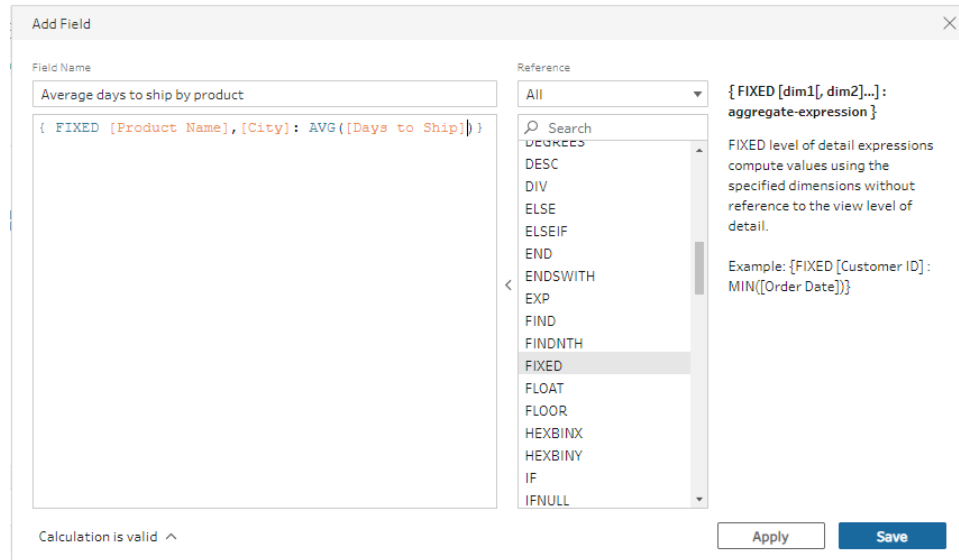 Add Field
Field Name
Average days to ship by product
{ FIXED [Product Name],[City]: AVG([Days to Ship])}
Calculation is valid
Reference
All
Search
DEGREES
DESC
DIV
ELSE
ELSEIF
END
ENDSWITH
EXP
FIND
FINDNTH
FIXED
FLOAT
FLOOR
HEXBINX
HEXBINY
IF
IFNULL
{ FIXED [dim1[, dim2]...] :
aggregate-expression }
FIXED level of detail expressions
compute values using the
specified dimensions without
reference to the view level of
detail.
Example: {FIXED [Customer ID] :
MIN([Order Date])}
Apply
Save